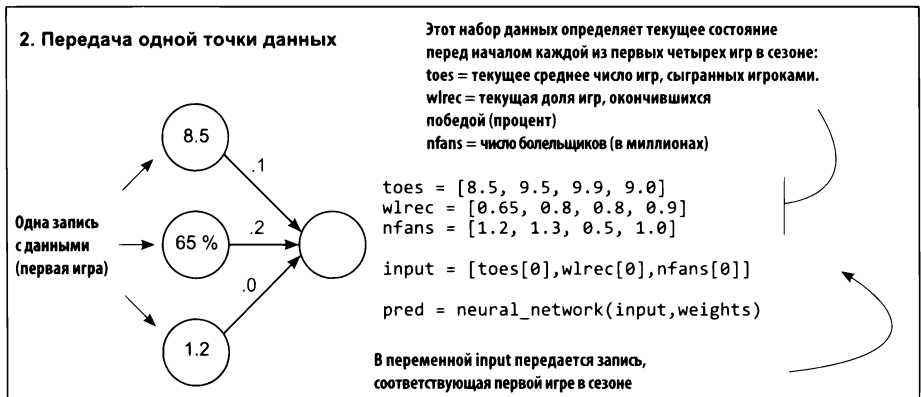 2. Передача одной точки данных
Этот набор данных определяет текущее состояние
перед началом каждой из первых четырех игр в сезоне:
toes = текущее среднее число игр, сыгранных игроками.
wlrec = текущая доля игр, окончившихся
победой (процент)
nfans = число болельщиков (в миллионах)
8.5
.1
Одна запись
с данными
(первая игра)
65 %
.2
.0
1.2
toes = [8.5, 9.5, 9.9, 9.0]
wlrec = [0.65, 0.8, 0.8, 0.9]
nfans = [1.2, 1.3, 0.5, 1.0]
input = [toes[0],wlrec[0],nfans[0]]
pred = neural_network(input,weights)
В переменной input передается запись,
соответствующая первой игре в сезоне